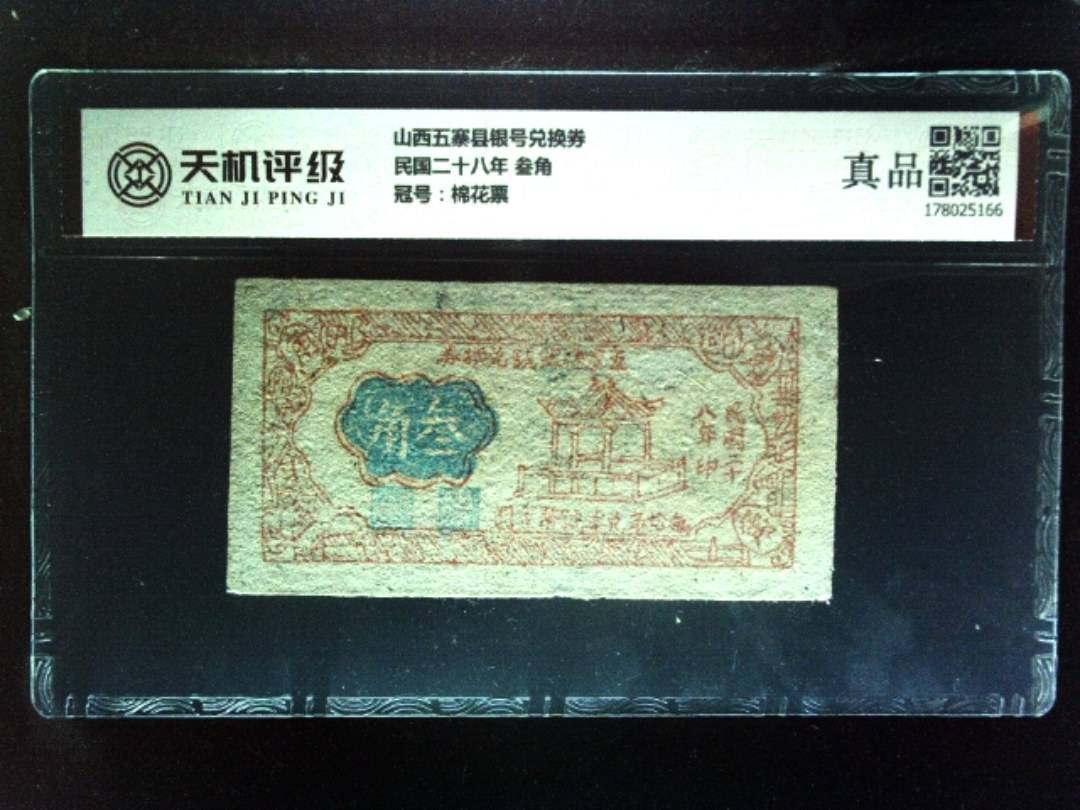 天机评级
TIAN JI PING JI
山西五寨县银号兑换券
民国二十八年 叁角
冠号：棉花票
真品
178025166
叁角
民國二十
八年印